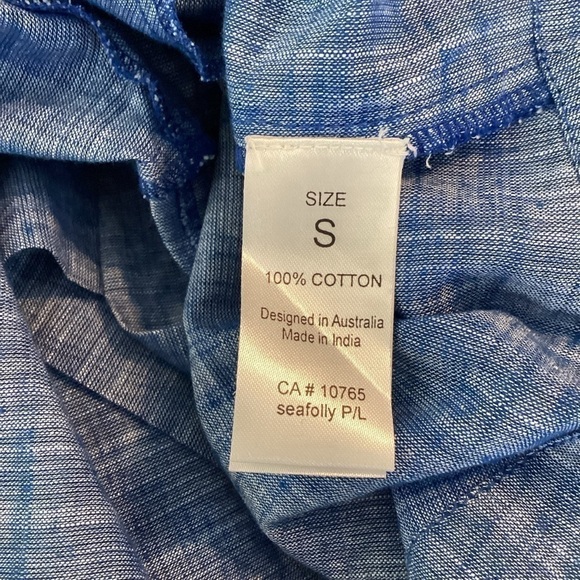 SIZE
S
100% COTTON
Designed in Australia
Made in India
CA # 10765
seafolly P/L